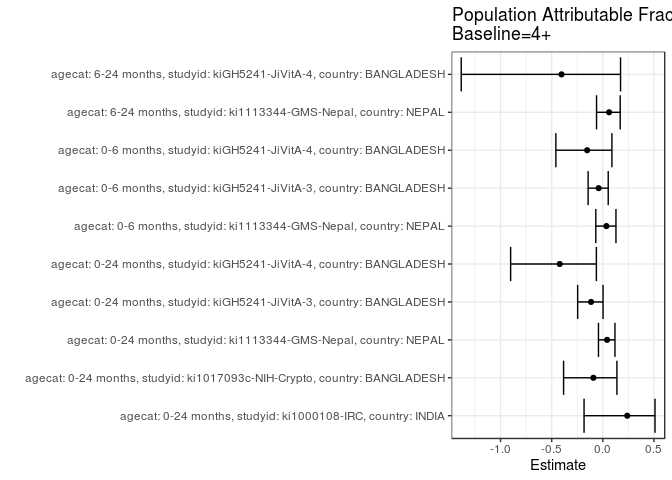 Population Attributable Frac
Baseline=4+
agecat: 6-24 months, studyid: kiGH5241-JiVitA-4, country: BANGLADESH
agecat: 6-24 months, studyid: ki1113344-GMS-Nepal, country: NEPAL
agecat: 0-6 months, studyid: kiGH5241-JiVitA-4, country: BANGLADESH
agecat: 0-6 months, studyid: kiGH5241-JiVitA-3, country: BANGLADESH
agecat: 0-6 months, studyid: ki1113344-GMS-Nepal, country: NEPAL
agecat: 0-24 months, studyid: kiGH5241-JiVitA-4, country: BANGLADESH
agecat: 0-24 months, studyid: kiGH5241-JiVitA-3, country: BANGLADESH
agecat: 0-24 months, studyid: ki1113344-GMS-Nepal, country: NEPAL
agecat: 0-24 months, studyid: ki1017093c-NIH-Crypto, country: BANGLADESH
agecat: 0-24 months, studyid: ki1000108-IRC, country: INDIA
-1.0 -0.5 0.0 0.5
Estimate